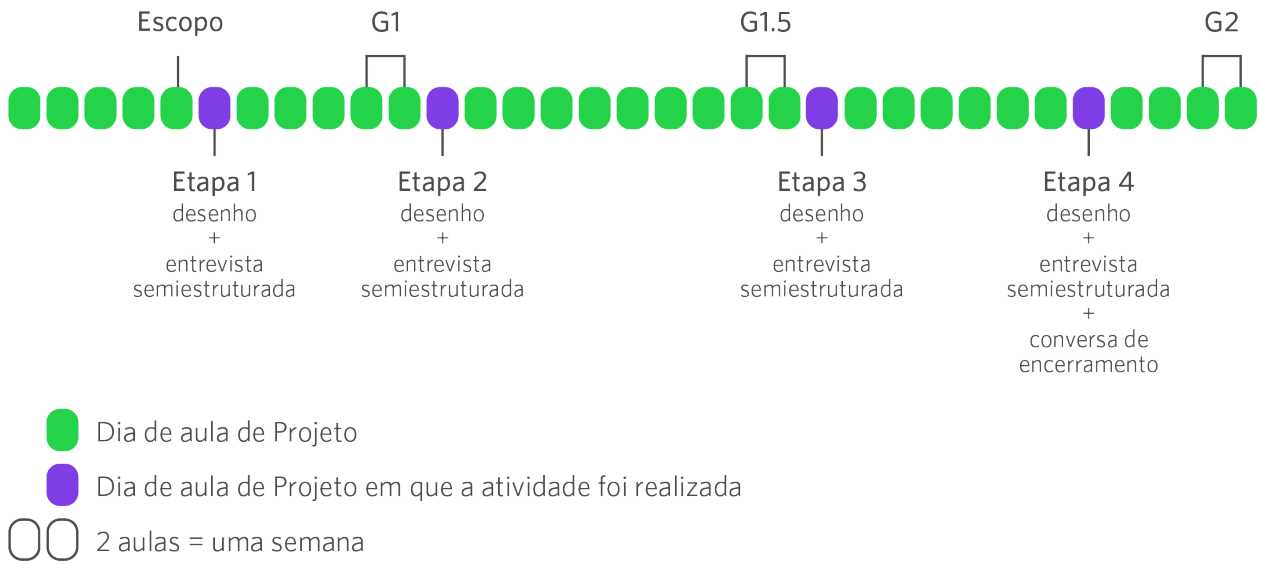 Escopo
G1
G1.5
G2
Etapa 1
desenho
+
entrevista
semiestruturada
Etapa 2
desenho
+
entrevista
semiestruturada
Etapa 3
desenho
+
entrevista
semiestruturada
Etapa 4
desenho
+
entrevista
semiestruturada
+
conversa de
encerramento
Dia de aula de Projeto
Dia de aula de Projeto em que a atividade foi realizada
2 aulas = uma semana